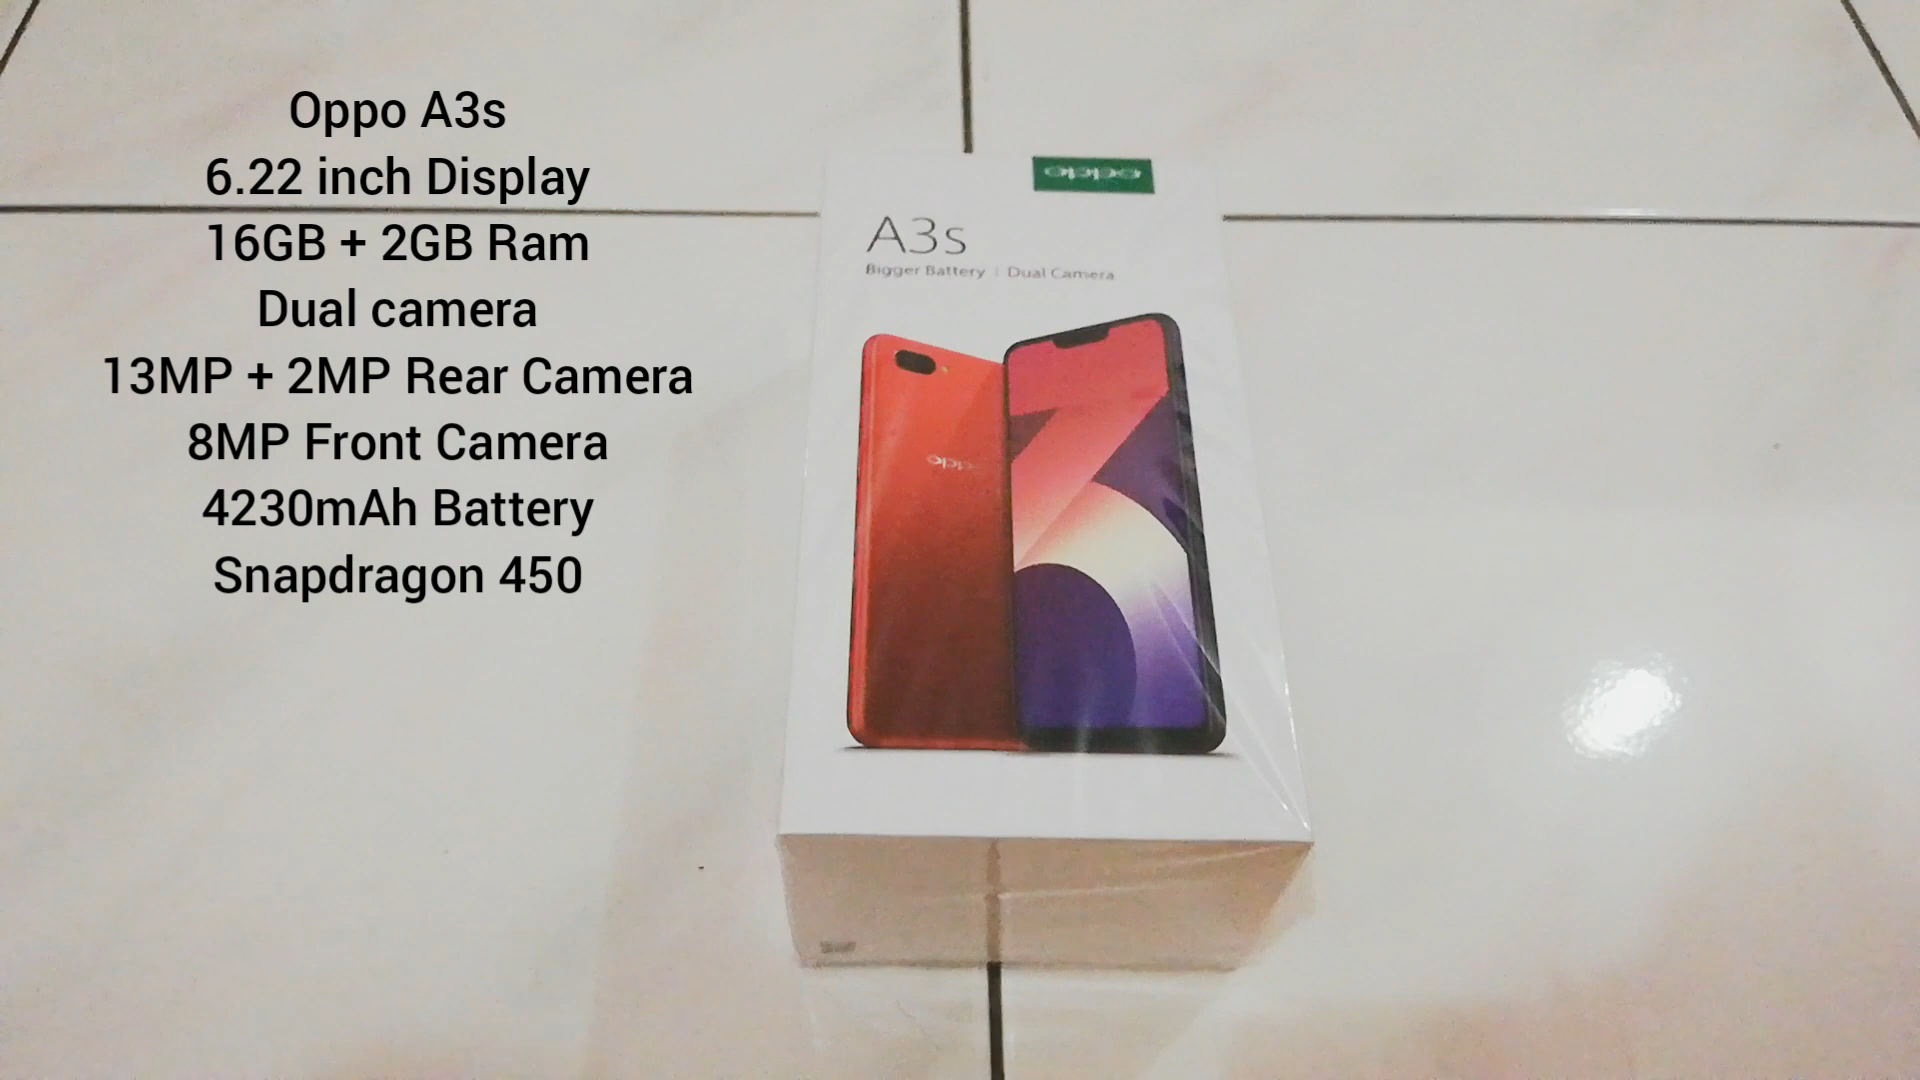 Oppo A3s
6.22 inch Display
16GB + 2GB Ram
Dual camera
13MP + 2MP Rear Camera
8MP Front Camera
4230mAh Battery
Snapdragon 450
oppo
A3s
Bigger Battery | Dual Camera
oppo